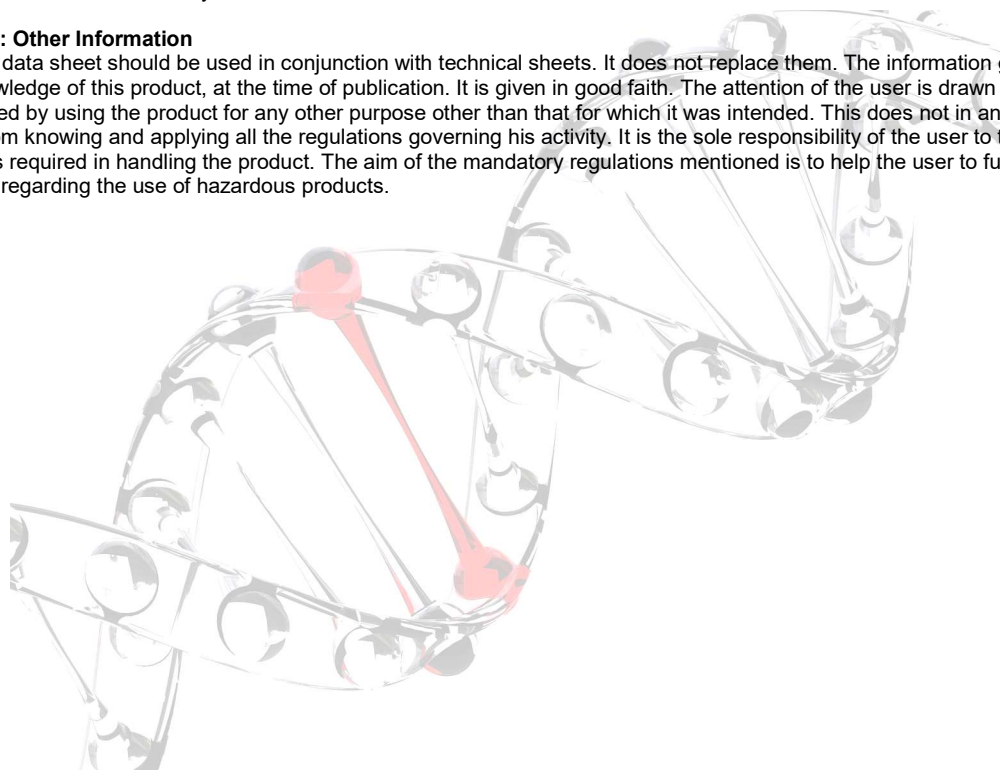 : Other Information
data sheet should be used in conjunction with technical sheets. It does not replace them. The information
wledge of this product, at the time of publication. It is given in good faith. The attention of the user is drawn
ed by using the product for any other purpose other than that for which it was intended. This does not in an
om knowing and applying all the regulations governing his activity. It is the sole responsibility of the user to
s required in handling the product. The aim of the mandatory regulations mentioned is to help the user to fu
regarding the use of hazardous products.